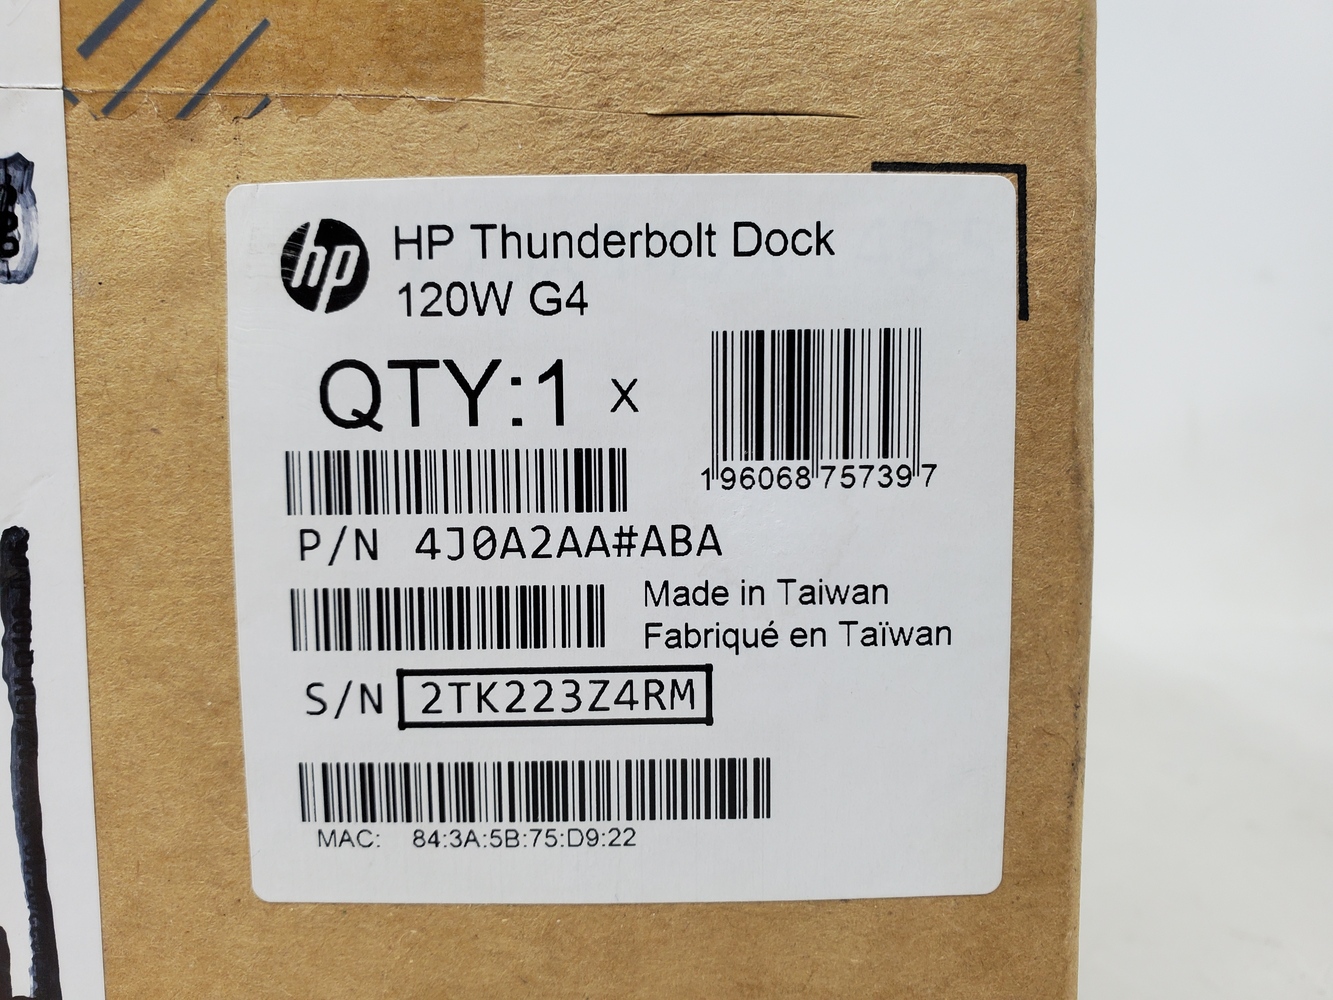 hp
HP Thunderbolt Dock
120W G4
QTY:1 x
196068757397
P/N 4J0A2AA#ABA
Made in Taiwan
Fabriqué en Taïwan
S/N 2TK223Z4RM
MAC: 84:3A:5B:75:D9:22